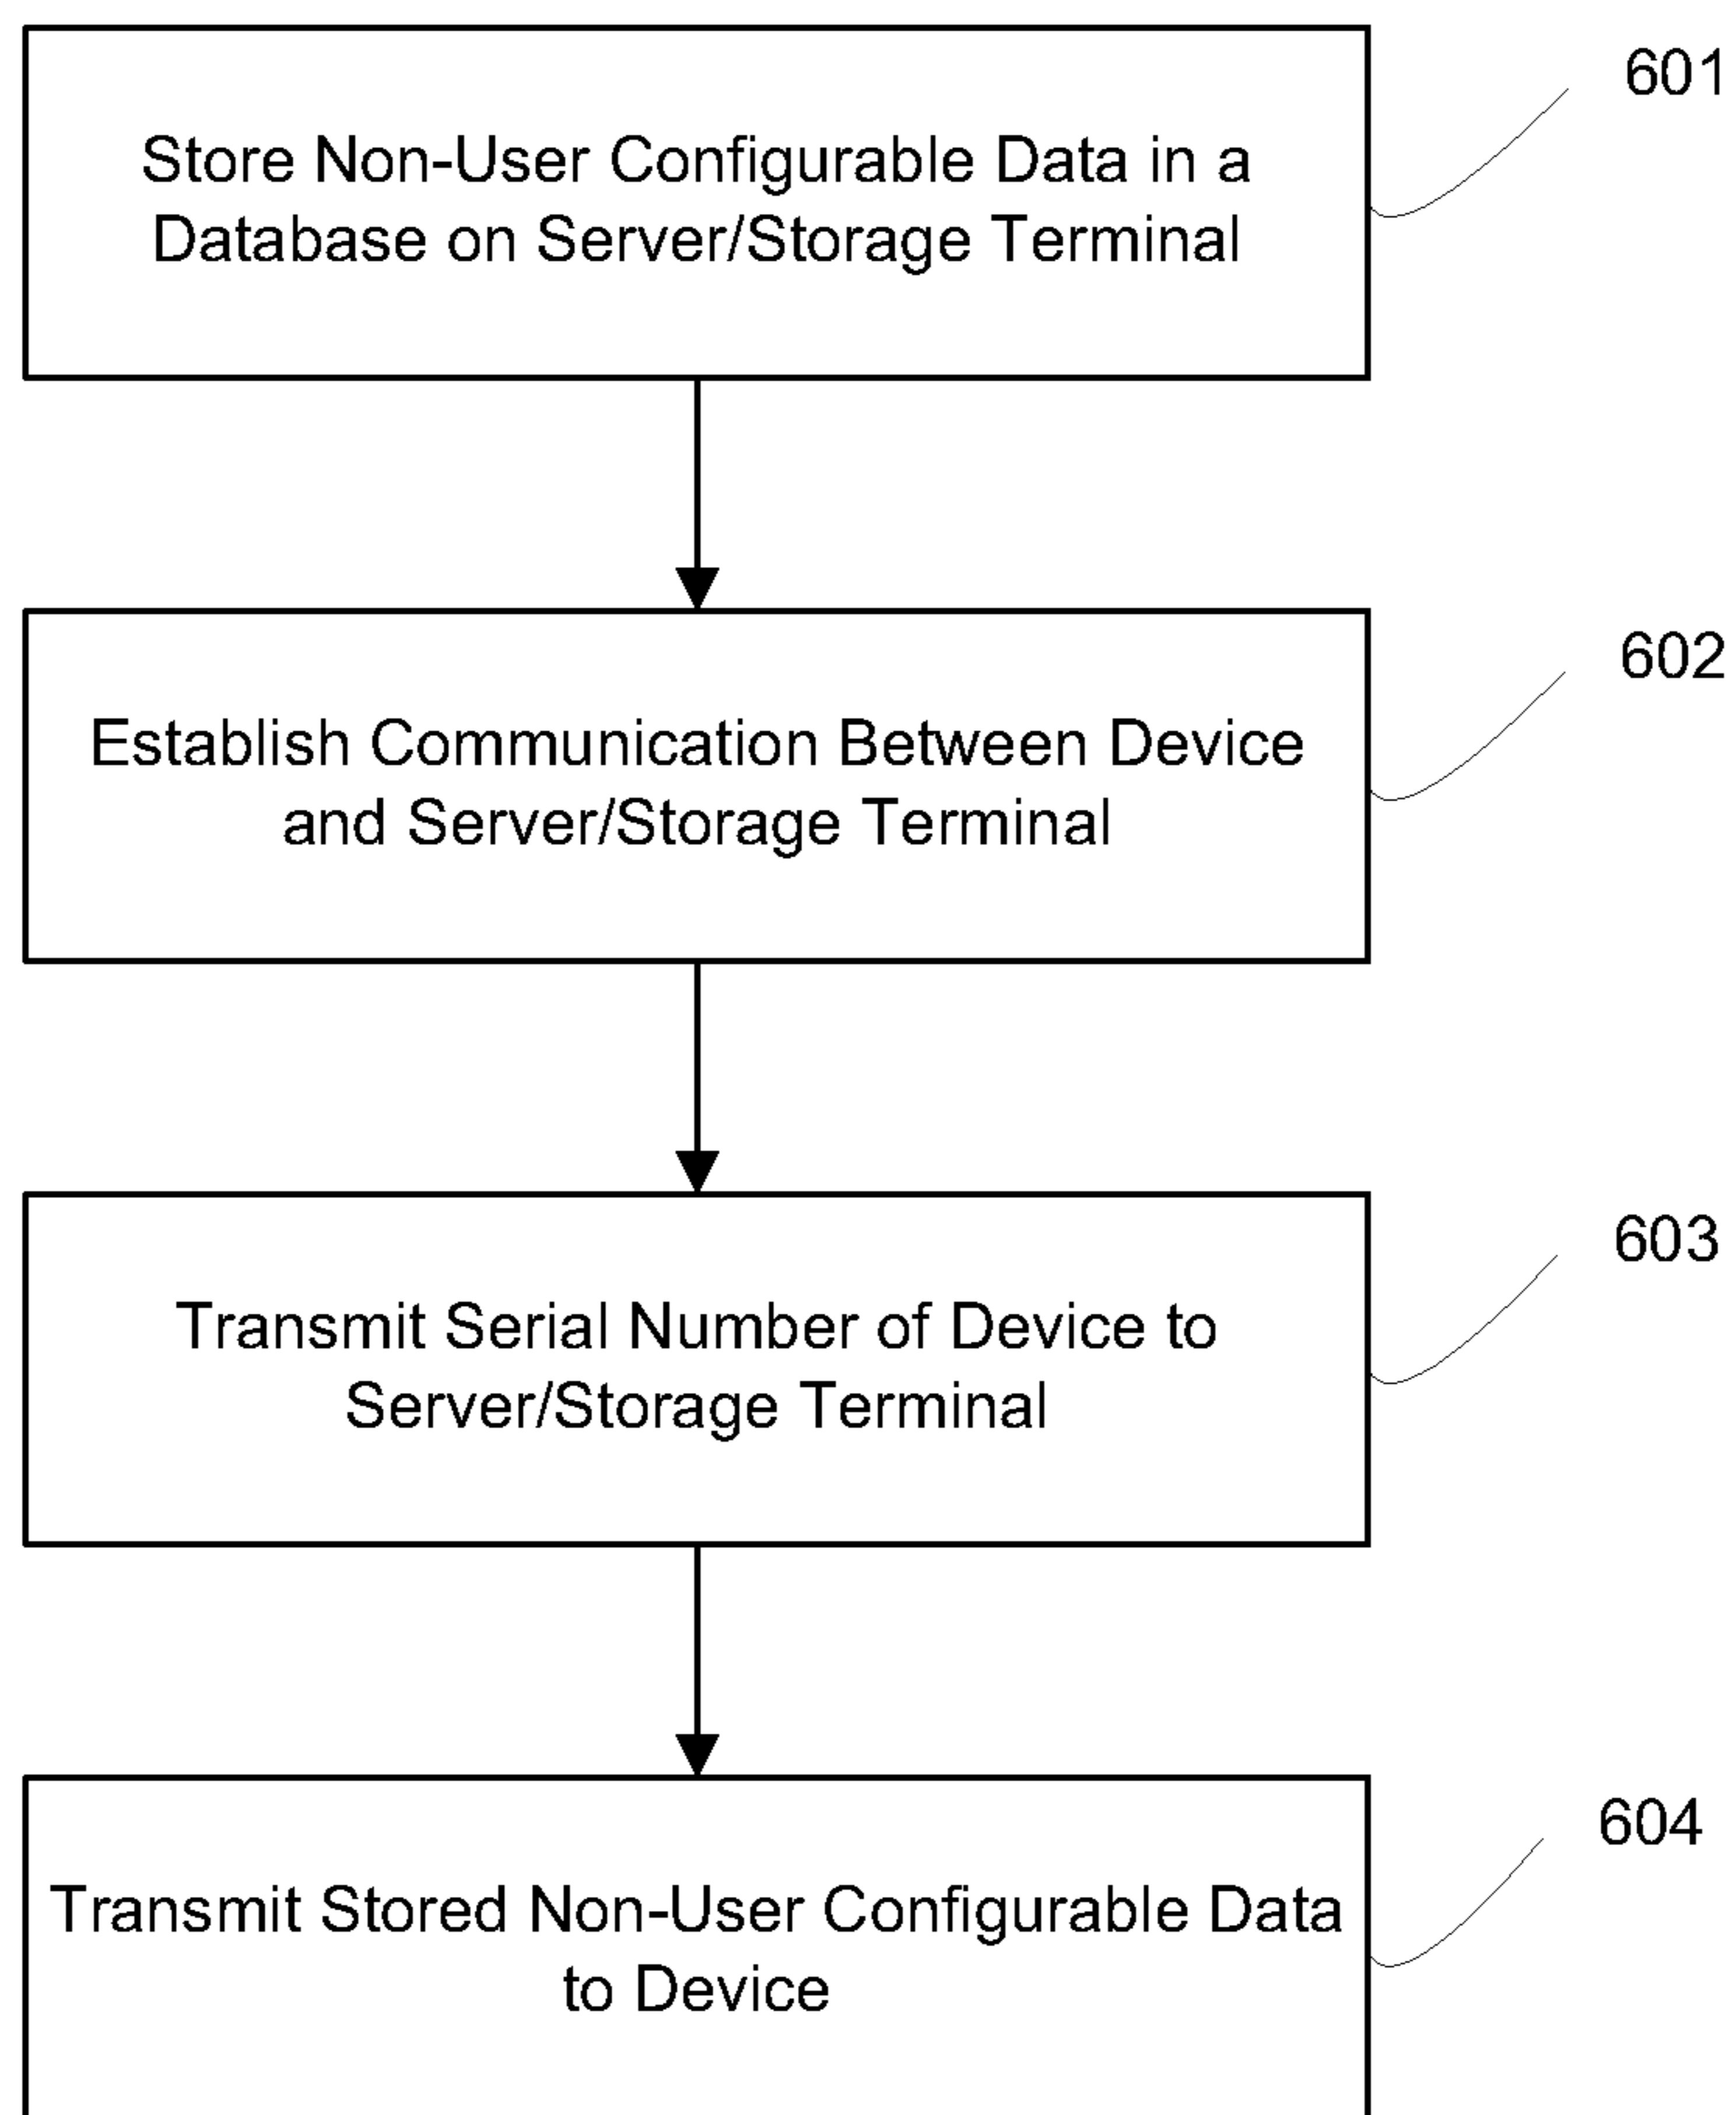 601
Store Non-User Configurable Data in a
Database on Server/Storage Terminal
602
Establish Communication Between Device
and Server/Storage Terminal
603
Transmit Serial Number of Device to
Server/Storage Terminal
604
Transmit Stored Non-User Configurable Data
to Device